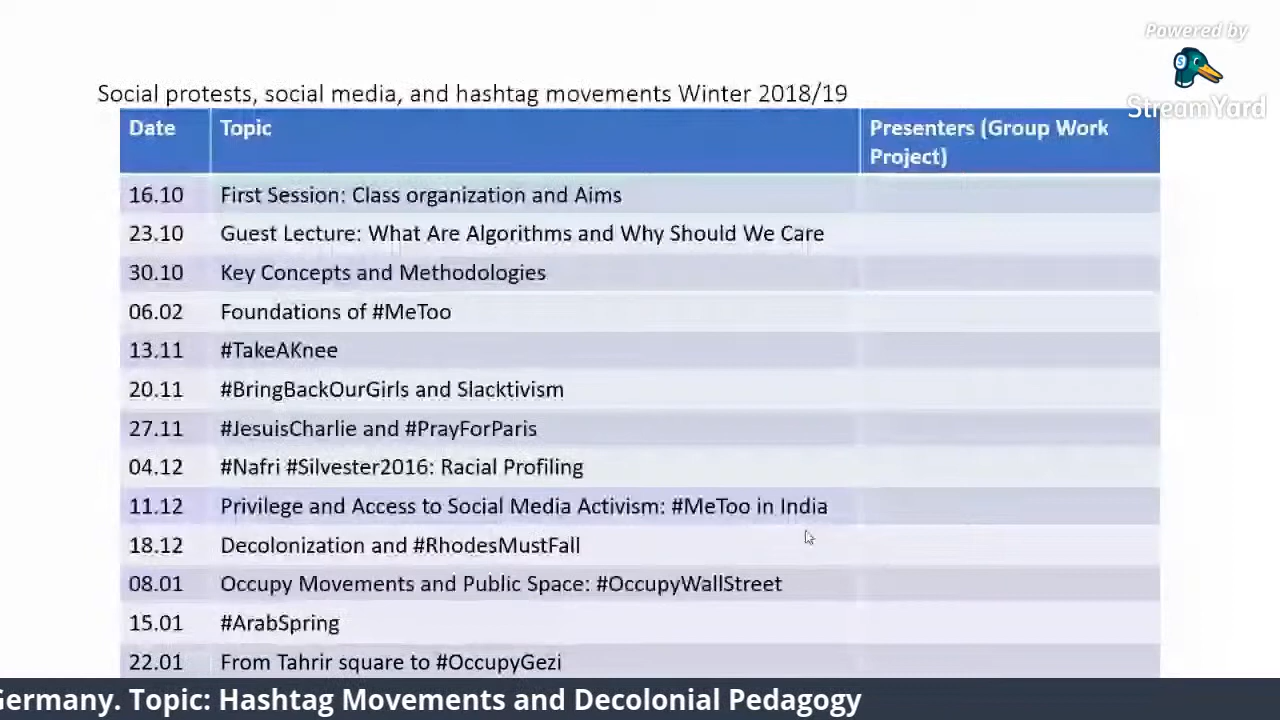 Powered by
StreamYard
Social protests, social media, and hashtag movements Winter 2018/19
Date Topic Presenters (Group Work
Project)
16.10 First Session: Class organization and Aims
23.10 Guest Lecture: What Are Algorithms and Why Should We Care
30.10 Key Concepts and Methodologies
06.02 Foundations of #MeToo
13.11 #TakeAKnee
20.11 #BringBackOurGirls and Slacktivism
27.11 #JesuisCharlie and #PrayForParis
04.12 #Nafri #Silvester2016: Racial Profiling
11.12 Privilege and Access to Social Media Activism: #MeToo in India
18.12 Decolonization and #RhodesMustFall
08.01 Occupy Movements and Public Space: #OccupyWallStreet
15.01 #ArabSpring
22.01 From Tahrir square to #OccupyGezi
Germany. Topic: Hashtag Movements and Decolonial Pedagogy